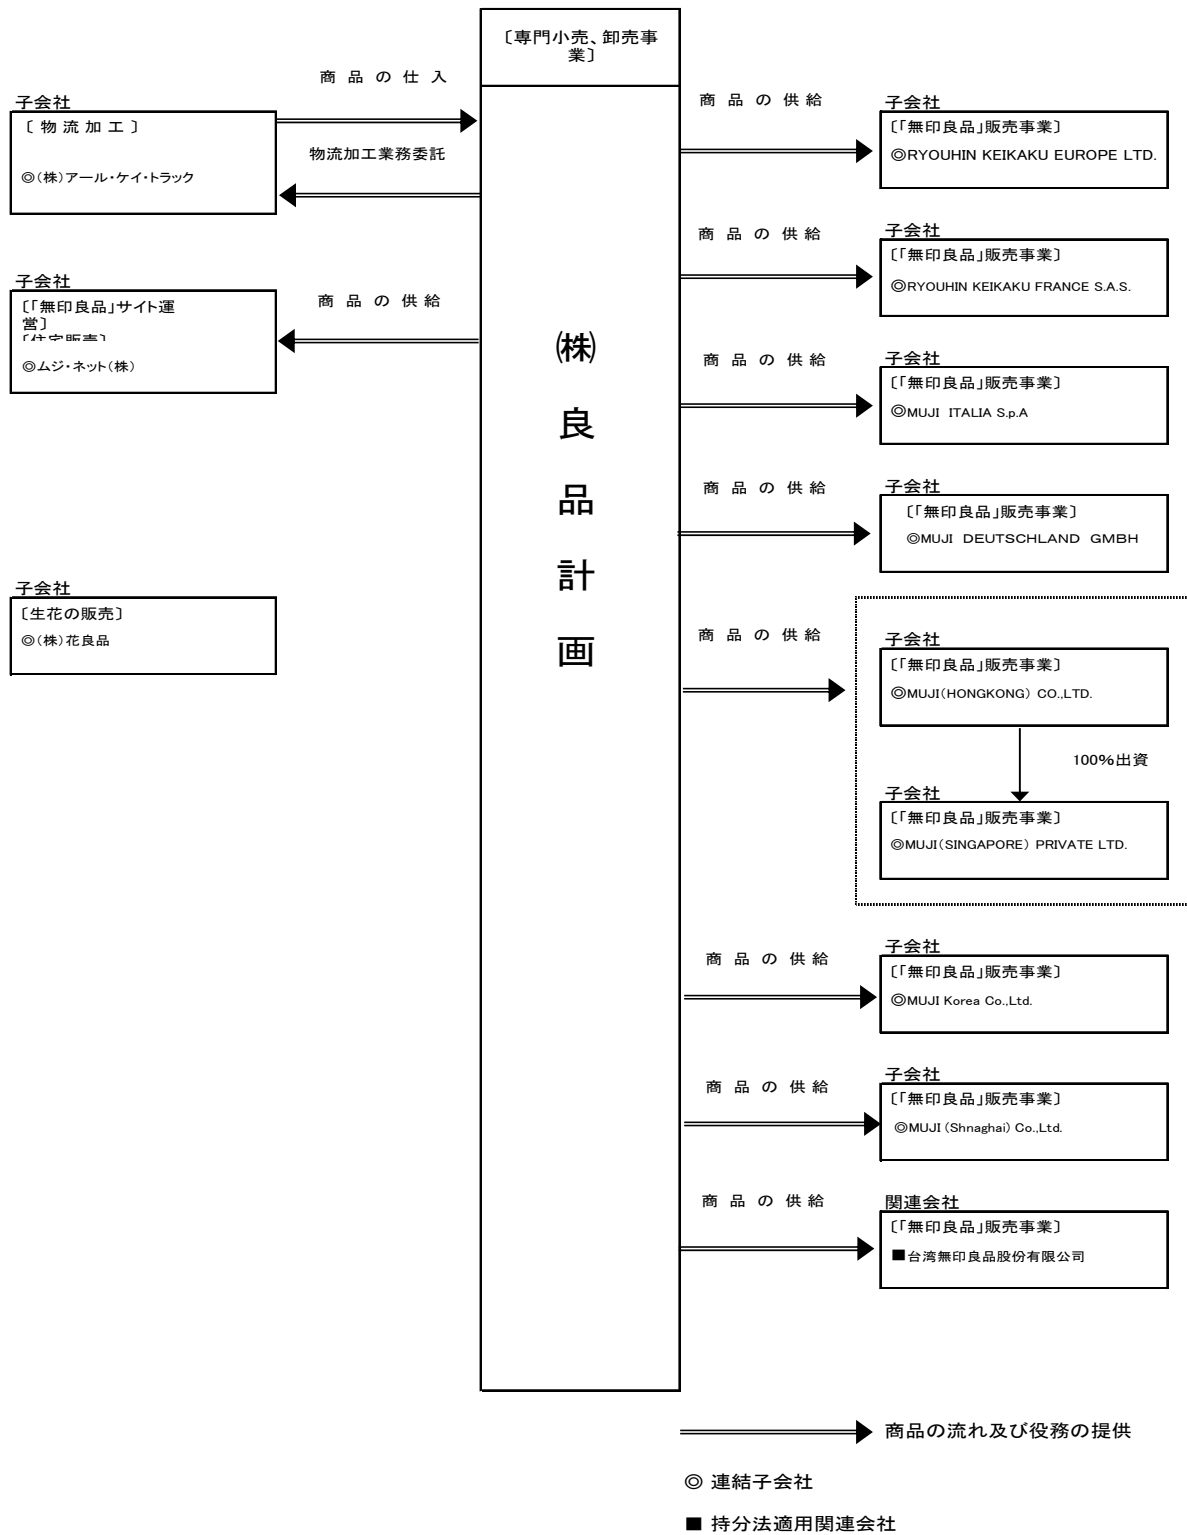 〔専門小売、卸売事
業〕
㈱
良
品
計
画
商品の仕入
子会社
〔物流加工〕
◎(株)アール・ケイ・トラック
物流加工業務委託
子会社
〔「無印良品」サイト運
営〕
〔住宅販売〕
◎ムジ・ネット(株)
商品の供給
子会社
〔生花の販売〕
◎(株)花良品
商品の供給
子会社
〔「無印良品」販売事業〕
◎RYOUHIN KEIKAKU EUROPE LTD.
商品の供給
子会社
〔「無印良品」販売事業〕
◎RYOUHIN KEIKAKU FRANCE S.A.S.
商品の供給
子会社
〔「無印良品」販売事業〕
◎MUJI ITALIA S.p.A
商品の供給
子会社
〔「無印良品」販売事業〕
◎MUJI DEUTSCHLAND GMBH
商品の供給
子会社
〔「無印良品」販売事業〕
◎MUJI(HONGKONG) CO.,LTD.
100%出資
子会社
〔「無印良品」販売事業〕
◎MUJI(SINGAPORE) PRIVATE LTD.
商品の供給
子会社
〔「無印良品」販売事業〕
◎MUJI Korea Co.,Ltd.
商品の供給
子会社
〔「無印良品」販売事業〕
◎MUJI (Shnaghai) Co.,Ltd.
商品の供給
関連会社
〔「無印良品」販売事業〕
■台湾無印良品股份有限公司
商品の流れ及び役務の提供
◎ 連結子会社
■ 持分法適用関連会社